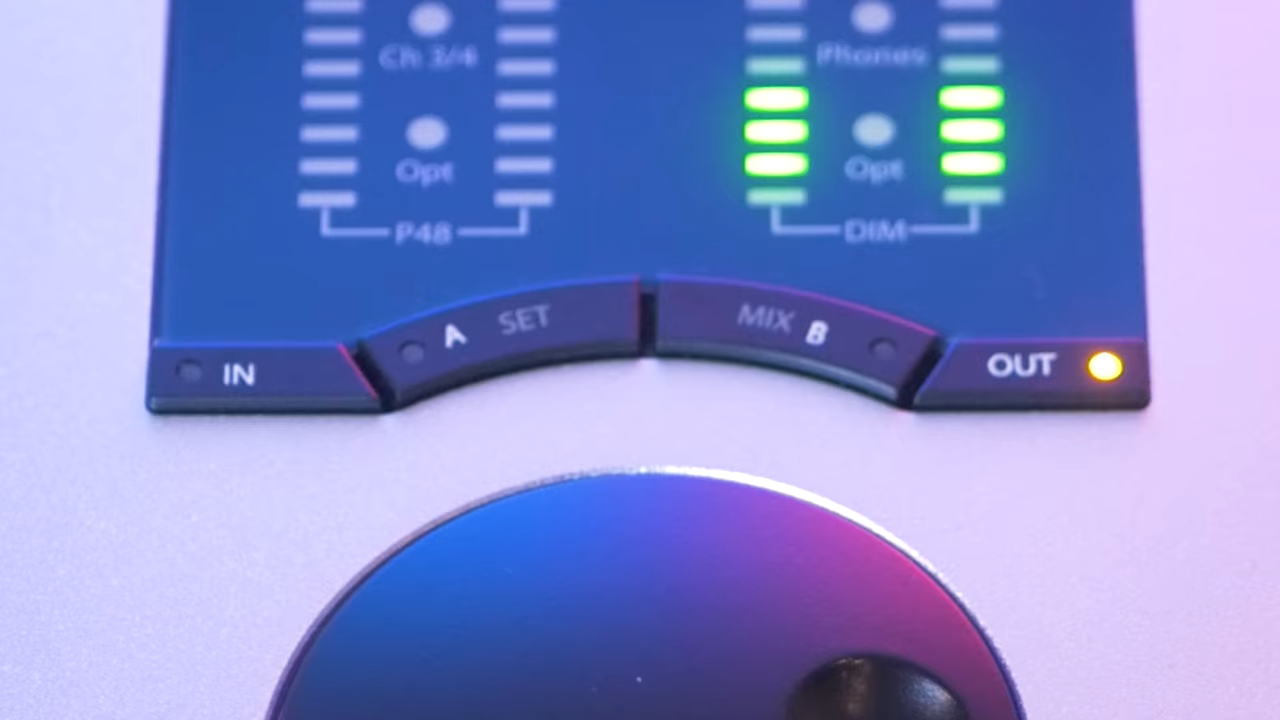 Ch 3/4
Phones
Opt
Opt
P48
DIM
IN
A SET
MIX B
OUT